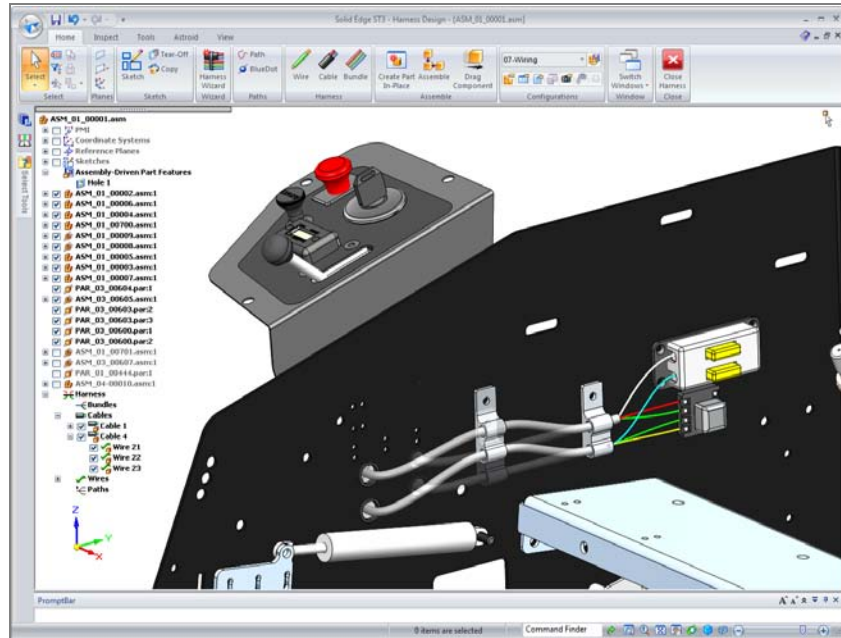 Solid Edge ST3 - Harness Design - [ASM_01_00001.asm]
Home Inspect Tools Astroid View
Select
Select
Planes
Sketch
Tear-Off
Copy
Sketch
Harness Wizard
Wizard
Path
BlueDot
Paths
Wire Cable Bundle
Harness
Create Part In-Place
Assemble
Drag Component
Assemble
07-Wiring
Configurations
Switch Windows
Window
Close Harness
Close
Select Tools
ASM_01_00001.asm
PMI
Coordinate Systems
Reference Planes
Sketches
Assembly-Driven Part Features
Hole 1
ASM_01_00002.asm:1
ASM_01_00006.asm:1
ASM_01_00004.asm:1
ASM_01_00700.asm:1
ASM_01_00009.asm:1
ASM_01_00008.asm:1
ASM_01_00005.asm:1
ASM_01_00003.asm:1
ASM_01_00007.asm:1
PAR_03_00604.par:1
ASM_03_00605.asm:1
PAR_03_00603.par:2
PAR_03_00603.par:3
PAR_03_00600.par:1
PAR_03_00600.par:2
ASM_01_00701.asm:1
ASM_03_00607.asm:1
PAR_01_00444.par:1
ASM_04-00010.asm:1
Harness
Bundles
Cables
Cable 1
Cable 4
Wire 21
Wire 22
Wire 23
Wires
Paths
Z
Y
X
PromptBar
0 items are selected
Command Finder